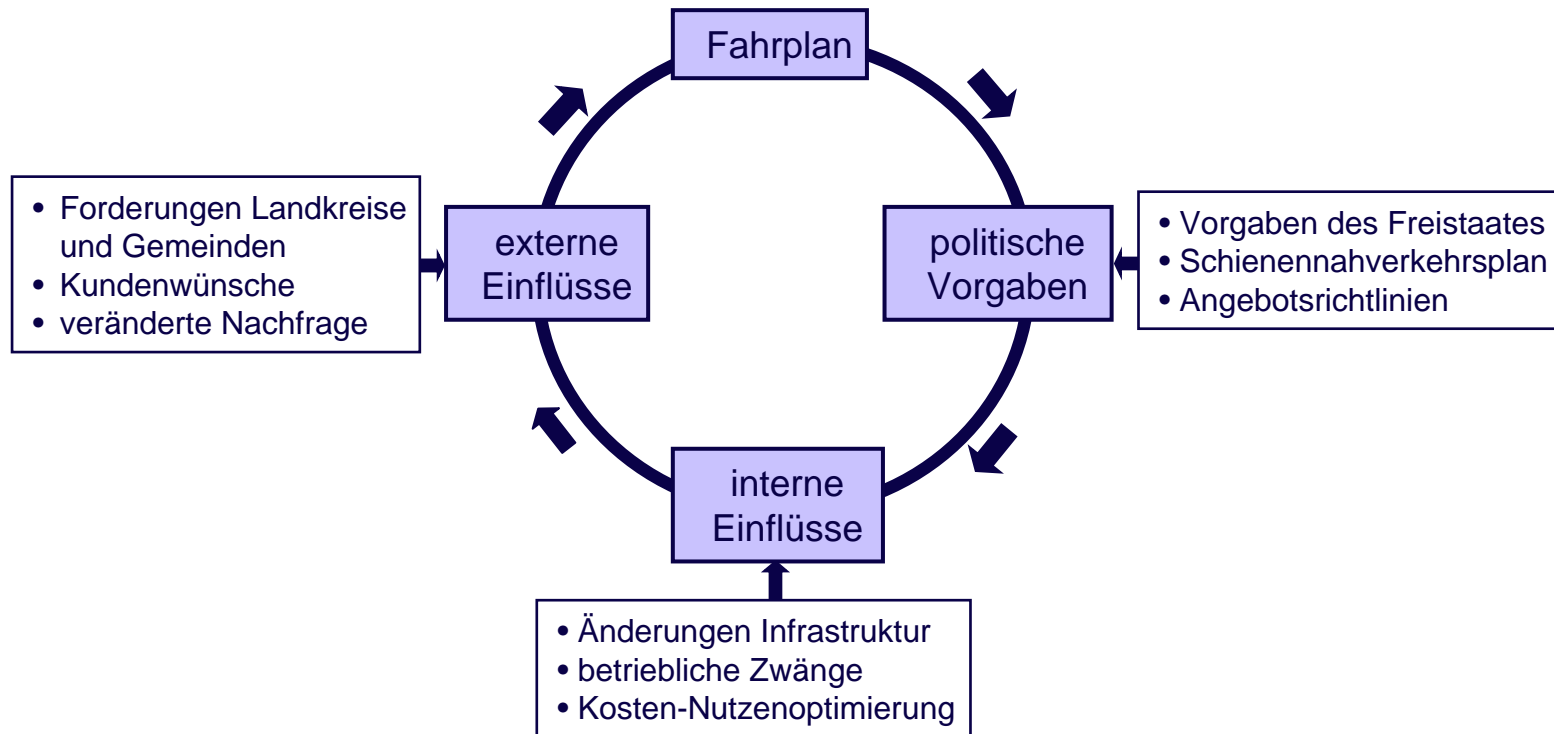 Fahrplan
• Forderungen Landkreise
und Gemeinden
• Kundenwünsche
• veränderte Nachfrage
externe
Einflüsse
politische
Vorgaben
• Vorgaben des Freistaates
• Schienennahverkehrsplan
• Angebotsrichtlinien
interne
Einflüsse
• Änderungen Infrastruktur
• betriebliche Zwänge
• Kosten-Nutzenoptimierung